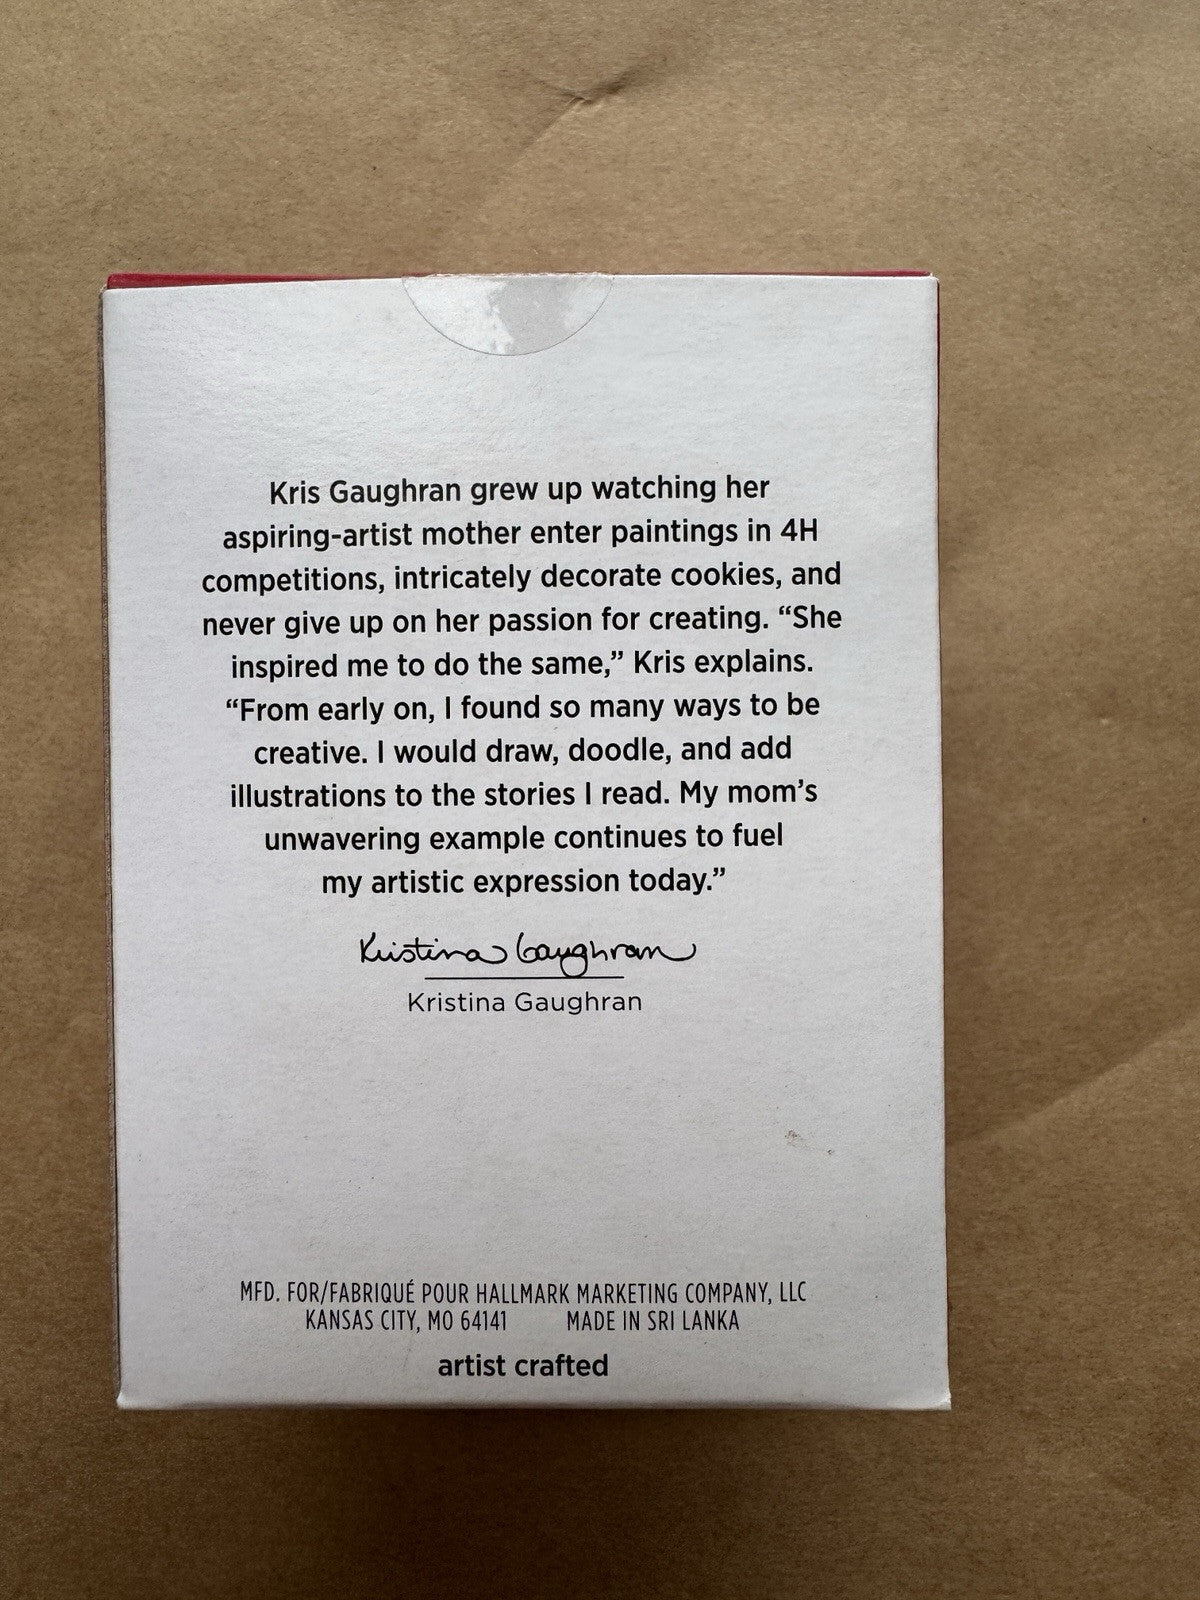 Kris Gaughran grew up watching her
aspiring-artist mother enter paintings in 4H
competitions, intricately decorate cookies, and
never give up on her passion for creating. “She
inspired me to do the same,” Kris explains.
“From early on, I found so many ways to be
creative. I would draw, doodle, and add
illustrations to the stories I read. My mom’s
unwavering example continues to fuel
my artistic expression today.”
Kristina Gaughran
Kristina Gaughran
MFD. FOR/FABRIQUÉ POUR HALLMARK MARKETING COMPANY, LLC
KANSAS CITY, MO 64141 MADE IN SRI LANKA
artist crafted